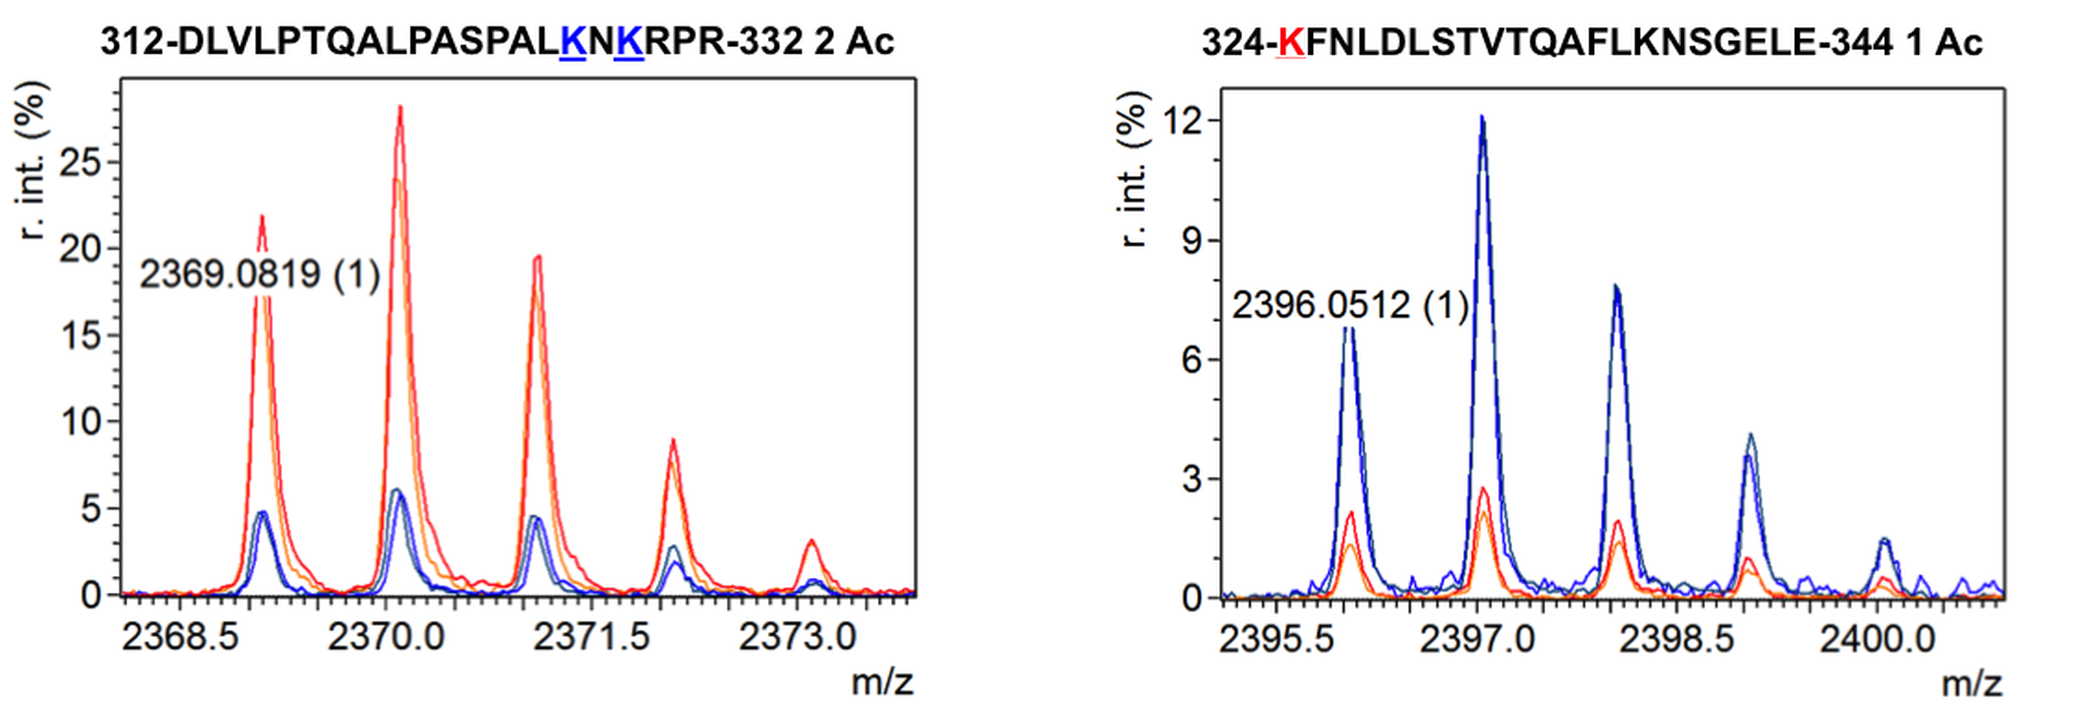 312-DLVLPTQALPASPALKNKRPR-332 2 Ac
r. int. (%)
25
20
15
10
5
0
2369.0819 (1)
2368.5 2370.0 2371.5 2373.0
m/z
324-KFNLDLSTVTQAFLKNSGELE-344 1 Ac
r. int. (%)
12
9
6
3
0
2396.0512 (1)
2395.5 2397.0 2398.5 2400.0
m/z